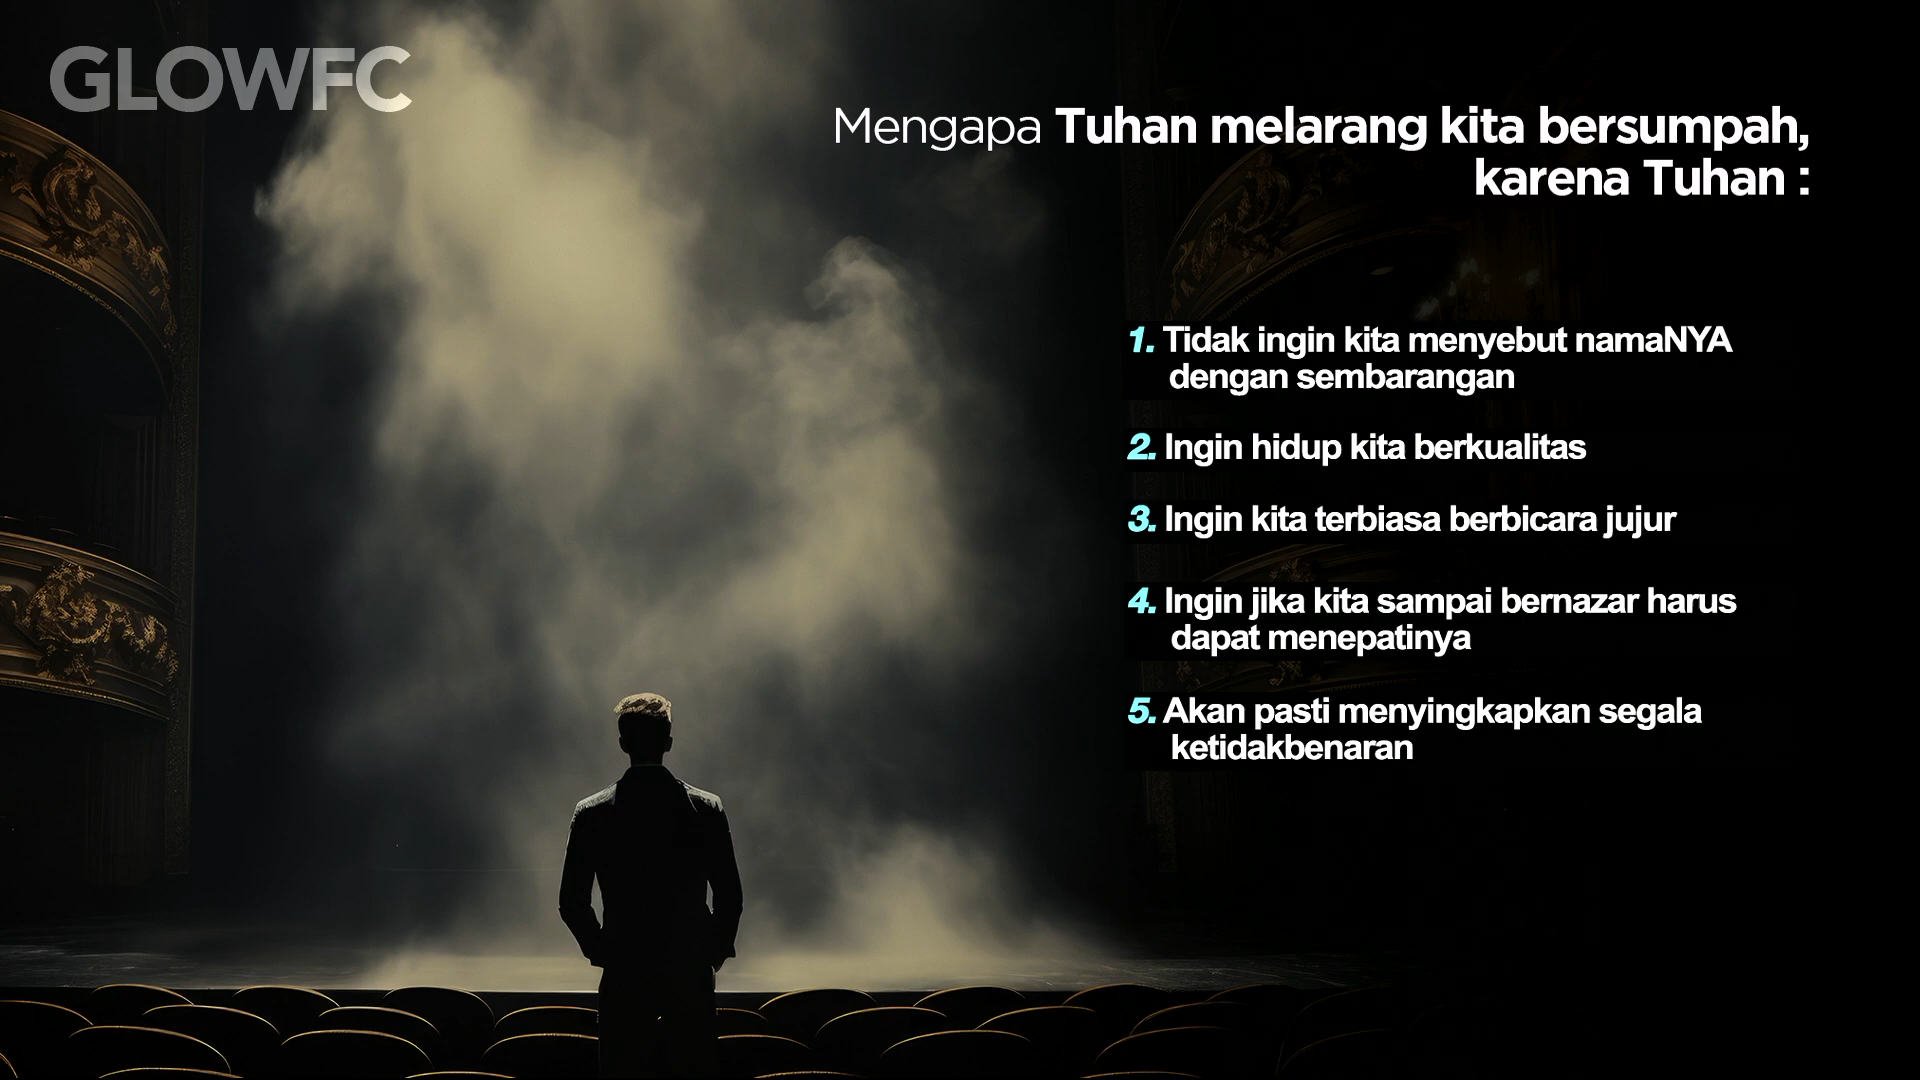 GLOWFC
Mengapa Tuhan melarang kita bersumpah,
karena Tuhan :
1. Tidak ingin kita menyebut namaNYA
dengan sembarangan
2. Ingin hidup kita berkualitas
3. Ingin kita terbiasa berbicara jujur
4. Ingin jika kita sampai bernazar harus
dapat menepatinya
5. Akan pasti menyingkapkan segala
ketidakbenaran